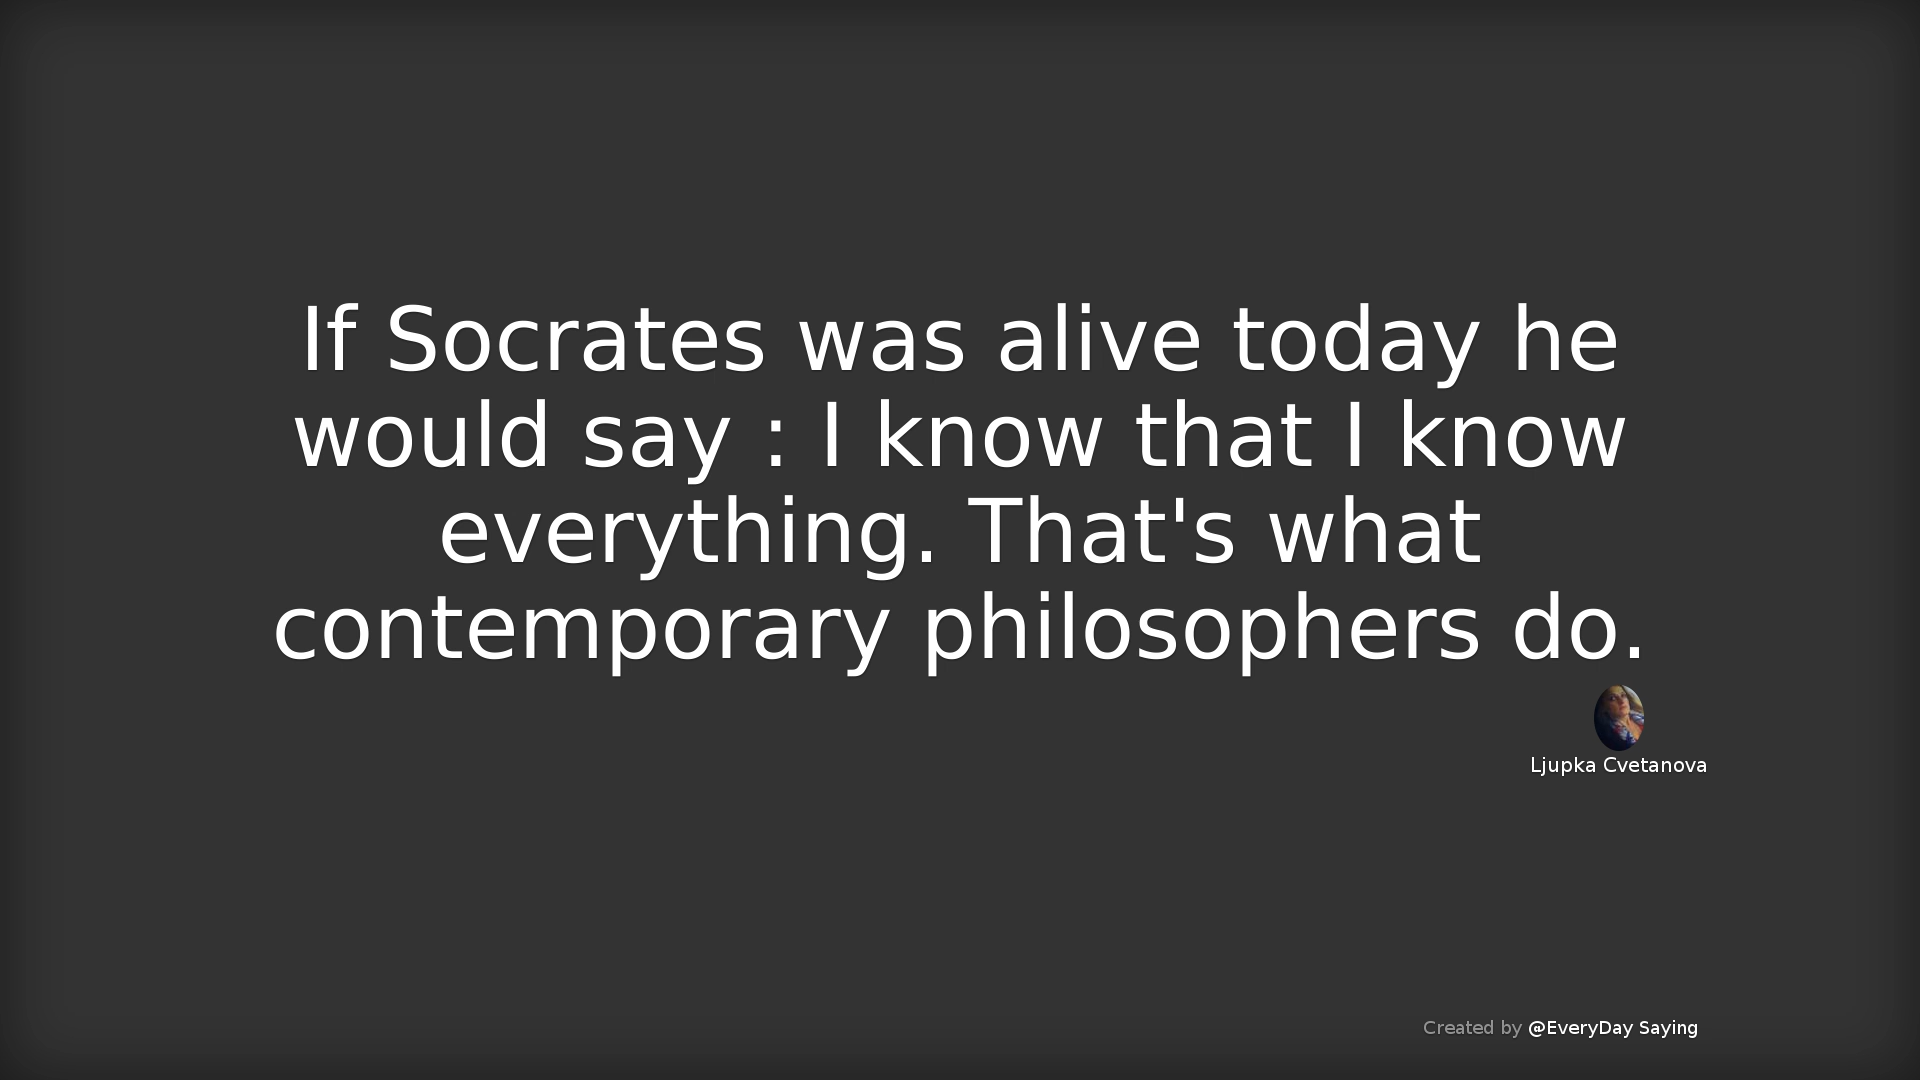 If Socrates was alive today he
would say : I know that I know
everything. That's what
contemporary philosophers do.
Ljupka Cvetanova
Created by @EveryDay Saying